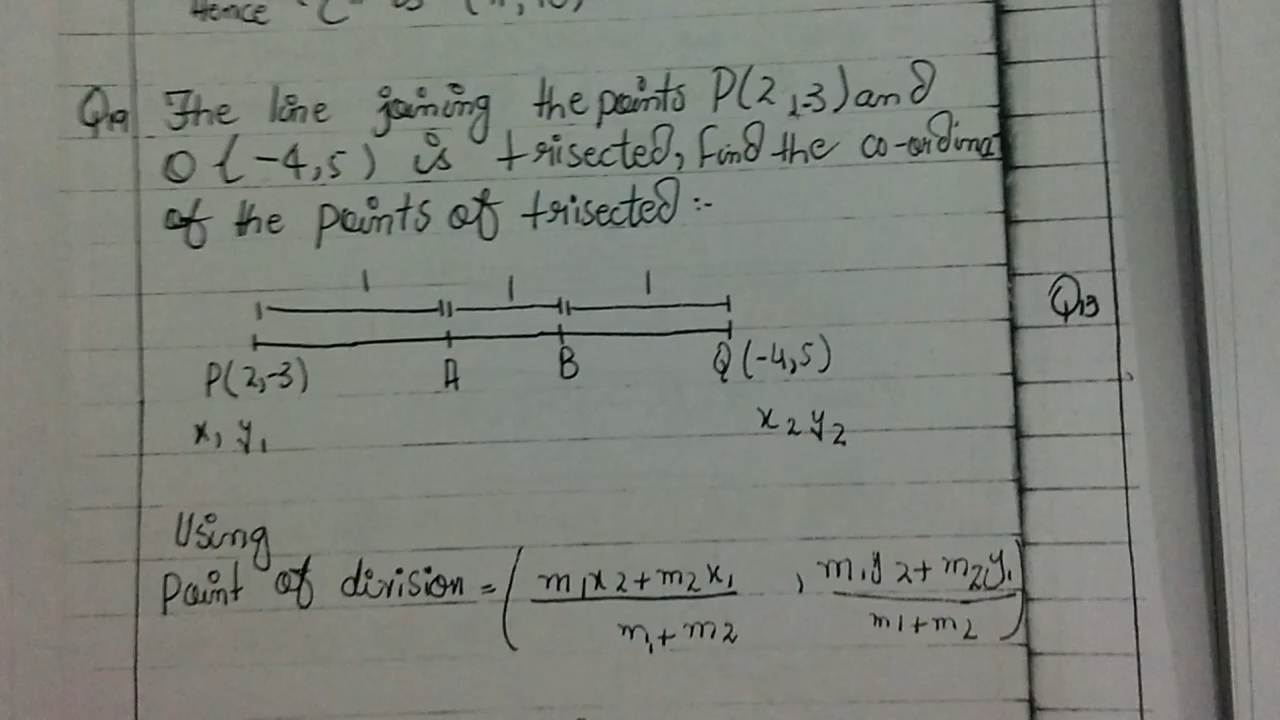 Hence "C" is
Q19 The line joining the points P(2,-3) and
O(-4,5) is trisected, find the co-ordina
of the points of trisected :-
1 1 1
P(2,-3) A B Q(-4,5)
x, y₁ x₂ y₂
Q13
Using
Point of division = ( m₁x₂+m₂x₁ / m₁+m₂ , m₁y₂+m₂y₁ / m₁+m₂ )